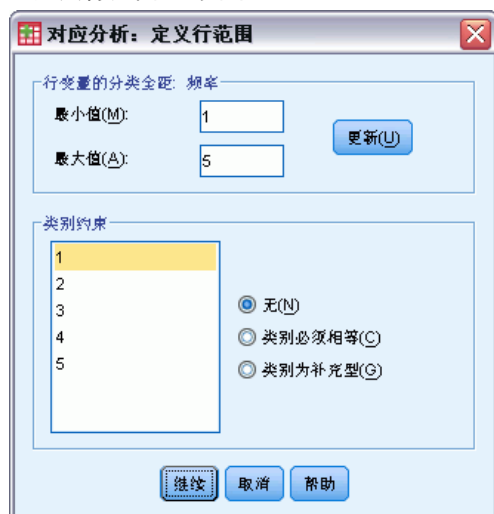 对应分析：定义行范围
行变量的分类全距: 频率
最小值(M): 1
更新(U)
最大值(A): 5
类别约束
1
2
3
4
5
无(N)
类别必须相等(C)
类别为补充型(G)
继续 取消 帮助